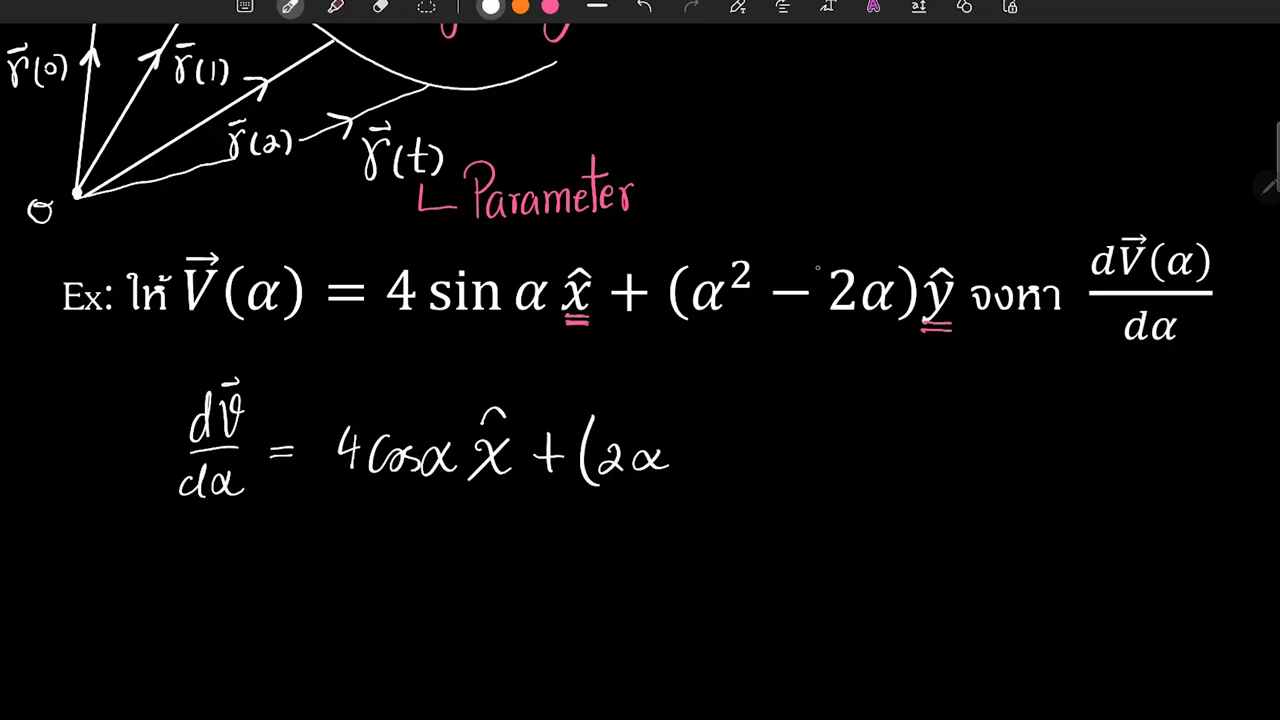 r⃗(0) r⃗(1)
r⃗(2) r⃗(t)
O Parameter
Ex: ให้ V⃗(α) = 4 sin α x̂ + (α² − 2α)ŷ จงหา dV⃗(α)/dα
dv⃗/dα = 4 cosα x̂ + (2α